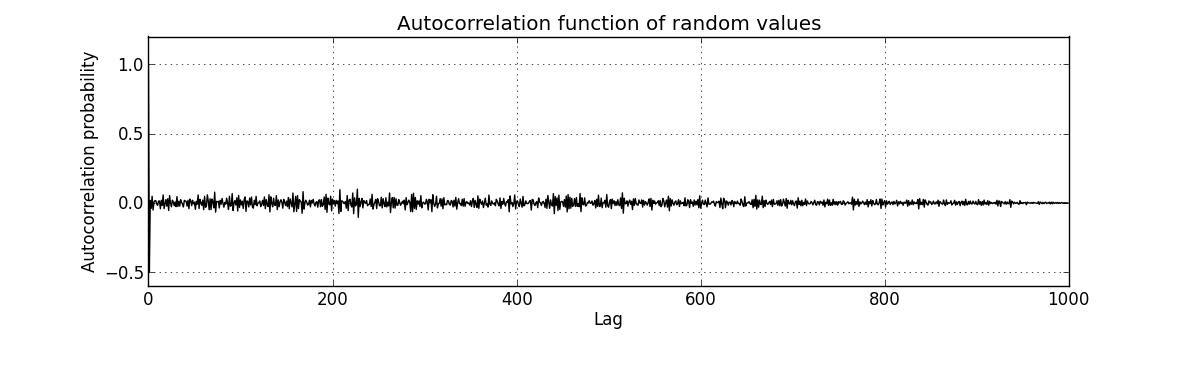 Autocorrelation function of random values
Autocorrelation probability
1.0
0.5
0.0
−0.5
0 200 400 600 800 1000
Lag